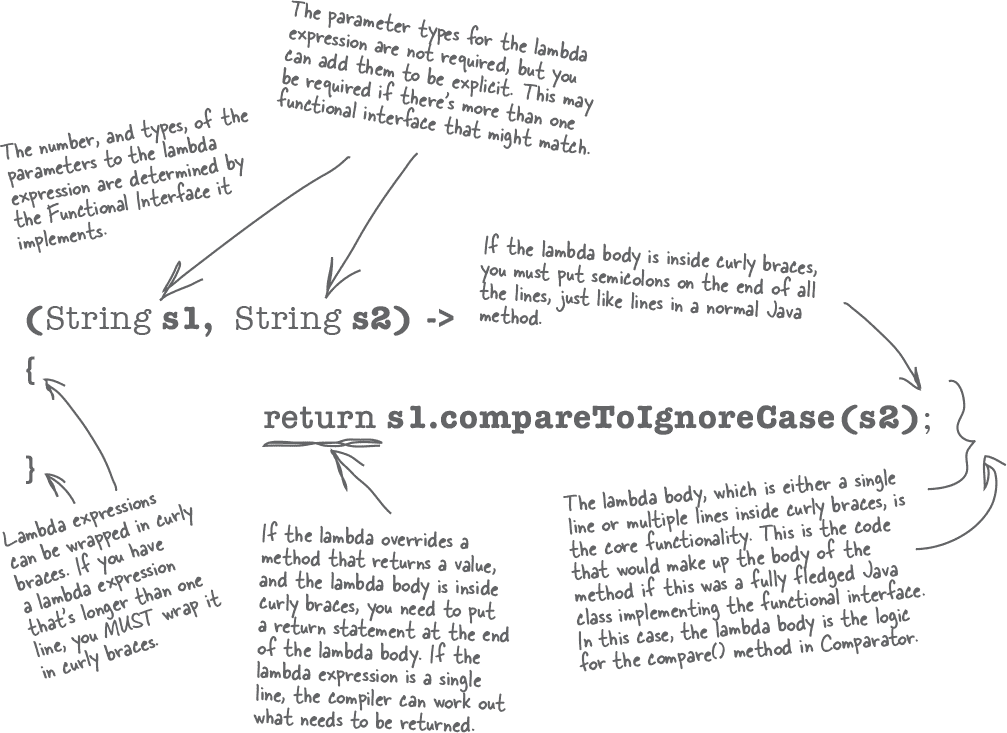 The parameter types for the lambda
expression are not required, but you
can add them to be explicit. This may
be required if there's more than one
functional interface that might match.
The number, and types, of the
parameters to the lambda
expression are determined by
the Functional Interface it
implements.
If the lambda body is inside curly braces,
you must put semicolons on the end of all
the lines, just like lines in a normal Java
method.
(String s1, String s2) ->
{
return s1.compareToIgnoreCase(s2);
}
Lambda expressions
can be wrapped in curly
braces. If you have
a lambda expression
that's longer than one
line, you MUST wrap it
in curly braces.
If the lambda overrides a
method that returns a value,
and the lambda body is inside
curly braces, you need to put
a return statement at the end
of the lambda body. If the
lambda expression is a single
line, the compiler can work out
what needs to be returned.
The lambda body, which is either a single
line or multiple lines inside curly braces, is
the core functionality. This is the code
that would make up the body of the
method if this was a fully fledged Java
class implementing the functional interface.
In this case, the lambda body is the logic
for the compare() method in Comparator.